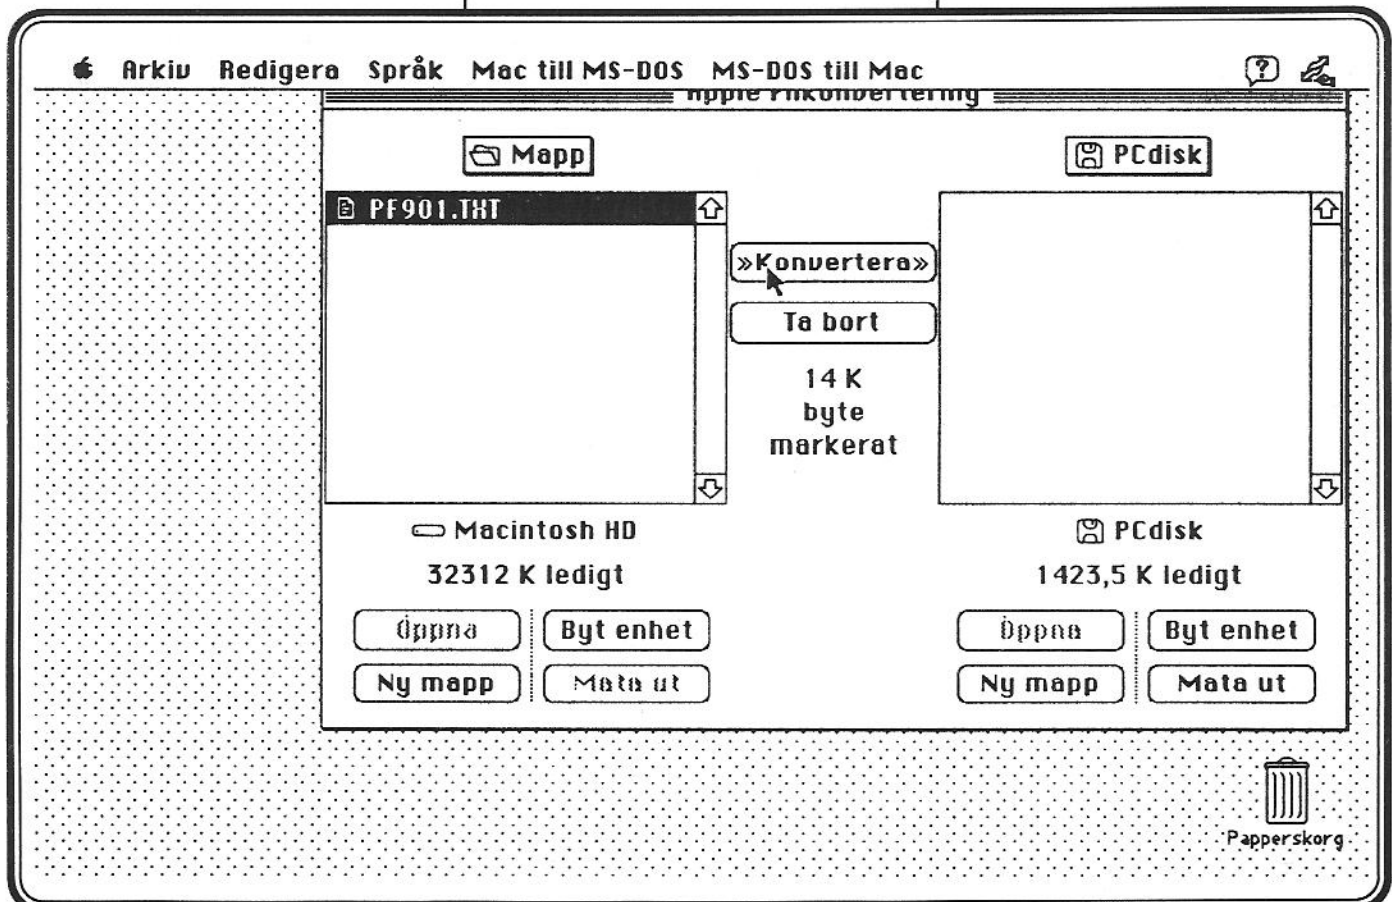 Arkiv Redigera Språk Mac till MS-DOS MS-DOS till Mac
Apple Filkonvertering
Mapp
PCdisk
PF901.TXT
»Konvertera»
Ta bort
14 K
byte
markerat
Macintosh HD
PCdisk
32312 K ledigt
1423,5 K ledigt
Öppna Byt enhet
Öppna Byt enhet
Ny mapp Mata ut
Ny mapp Mata ut
Papperskorg